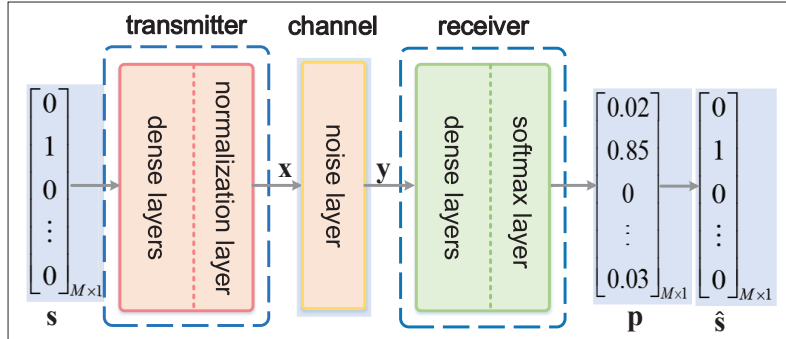 transmitter channel receiver
0
1
0
⋮
0
M×1
s
dense layers
normalization layer
x
noise layer
y
dense layers
softmax layer
0.02
0.85
0
⋮
0.03
M×1
p
0
1
0
⋮
0
M×1
ŝ